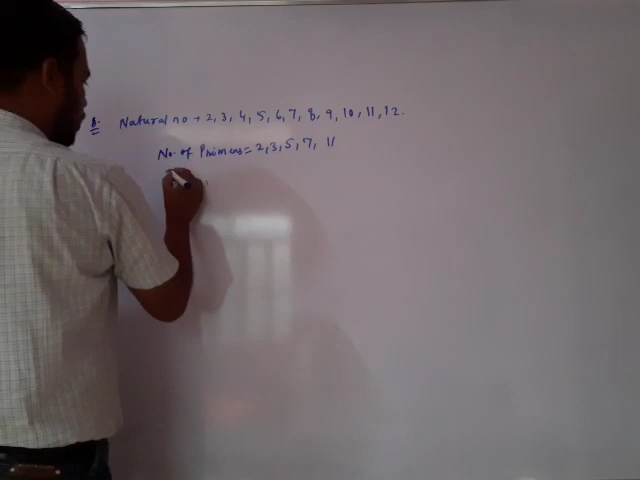 8. Natural no → 2, 3, 4, 5, 6, 7, 8, 9, 10, 11, 12.
No. of Primes = 2, 3, 5, 7, 11